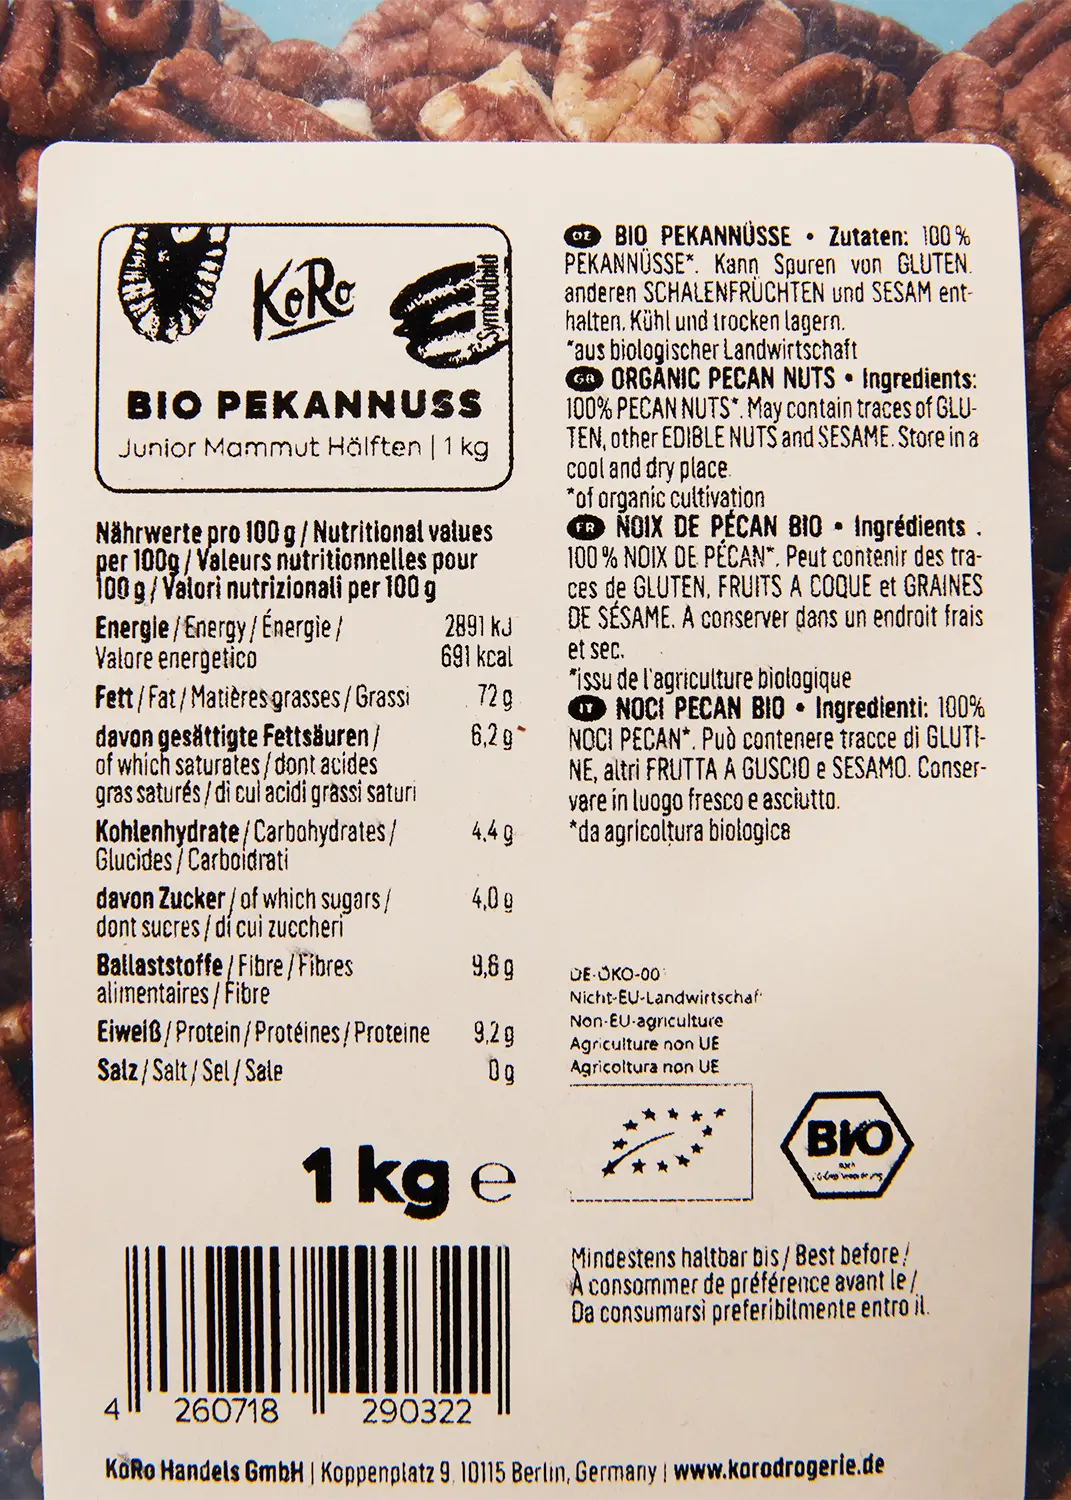 KoRo
Symbolbild
BIO PEKANNUSS
Junior Mammut Hälften | 1 kg
Nährwerte pro 100 g / Nutritional values
per 100g / Valeurs nutritionnelles pour
100 g / Valori nutrizionali per 100 g
Energie / Energy / Énergie / 2891 kJ
Valore energetico 691 kcal
Fett / Fat / Matières grasses / Grassi 72 g
davon gesättigte Fettsäuren / 6,2 g
of which saturates / dont acides
gras saturés / di cui acidi grassi saturi
Kohlenhydrate / Carbohydrates / 4,4 g
Glucides / Carboidrati
davon Zucker / of which sugars / 4,0 g
dont sucres / di cui zuccheri
Ballaststoffe / Fibre / Fibres 9,6 g
alimentaires / Fibre
Eiweiß / Protein / Protéines / Proteine 9,2 g
Salz / Salt / Sel / Sale 0 g
1 kg e
4 260718 290322
BIO PEKANNÜSSE • Zutaten: 100 %
PEKANNÜSSE*. Kann Spuren von GLUTEN.
anderen SCHALENFRÜCHTEN und SESAM ent-
halten. Kühl und trocken lagern.
*aus biologischer Landwirtschaft
GB ORGANIC PECAN NUTS • Ingredients:
100% PECAN NUTS*. May contain traces of GLU-
TEN, other EDIBLE NUTS and SESAME. Store in a
cool and dry place.
*of organic cultivation
FR NOIX DE PÉCAN BIO • Ingrédients .
100 % NOIX DE PÉCAN*. Peut contenir des tra-
ces de GLUTEN, FRUITS A COQUE et GRAINES
DE SÉSAME. A conserver dans un endroit frais
et sec.
*issu de l'agriculture biologique
IT NOCI PECAN BIO • Ingredienti: 100%
NOCI PECAN*. Può contenere tracce di GLUTI-
NE, altri FRUTTA A GUSCIO e SESAMO. Conser-
vare in luogo fresco e asciutto.
*da agricoltura biologica
DE-ÖKO-00
Nicht-EU-Landwirtschaf
Non-EU-agriculture
Agriculture non UE
Agricoltura non UE
BIO
nach
Mindestens haltbar bis / Best before /
À consommer de préférence avant le /
Da consumarsi preferibilmente entro il.
KoRo Handels GmbH | Koppenplatz 9, 10115 Berlin, Germany | www.korodrogerie.de